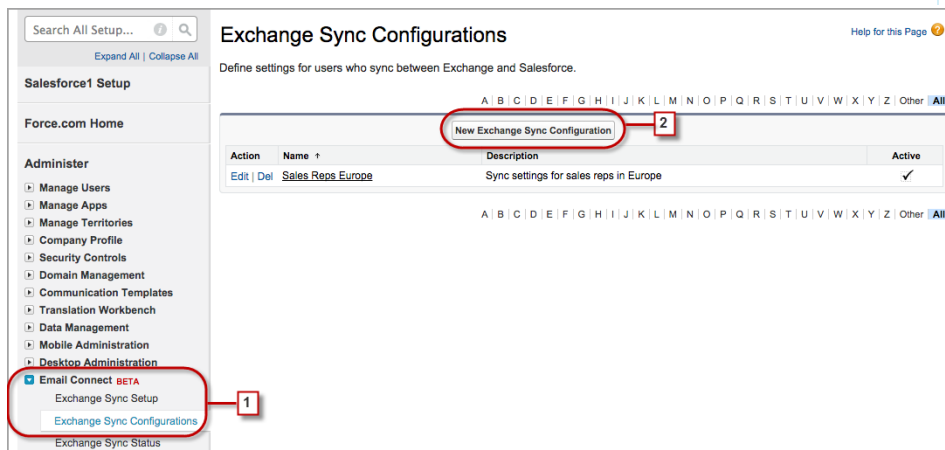 Search All Setup...
Expand All | Collapse All
Salesforce1 Setup
Force.com Home
Administer
Manage Users
Manage Apps
Manage Territories
Company Profile
Security Controls
Domain Management
Communication Templates
Translation Workbench
Data Management
Mobile Administration
Desktop Administration
Email Connect BETA
Exchange Sync Setup
Exchange Sync Configurations
Exchange Sync Status
1
Exchange Sync Configurations
Help for this Page ?
Define settings for users who sync between Exchange and Salesforce.
A | B | C | D | E | F | G | H | I | J | K | L | M | N | O | P | Q | R | S | T | U | V | W | X | Y | Z | Other | All
New Exchange Sync Configuration
2
Action Name ↑ Description Active
Edit | Del Sales Reps Europe Sync settings for sales reps in Europe ✓
A | B | C | D | E | F | G | H | I | J | K | L | M | N | O | P | Q | R | S | T | U | V | W | X | Y | Z | Other | All